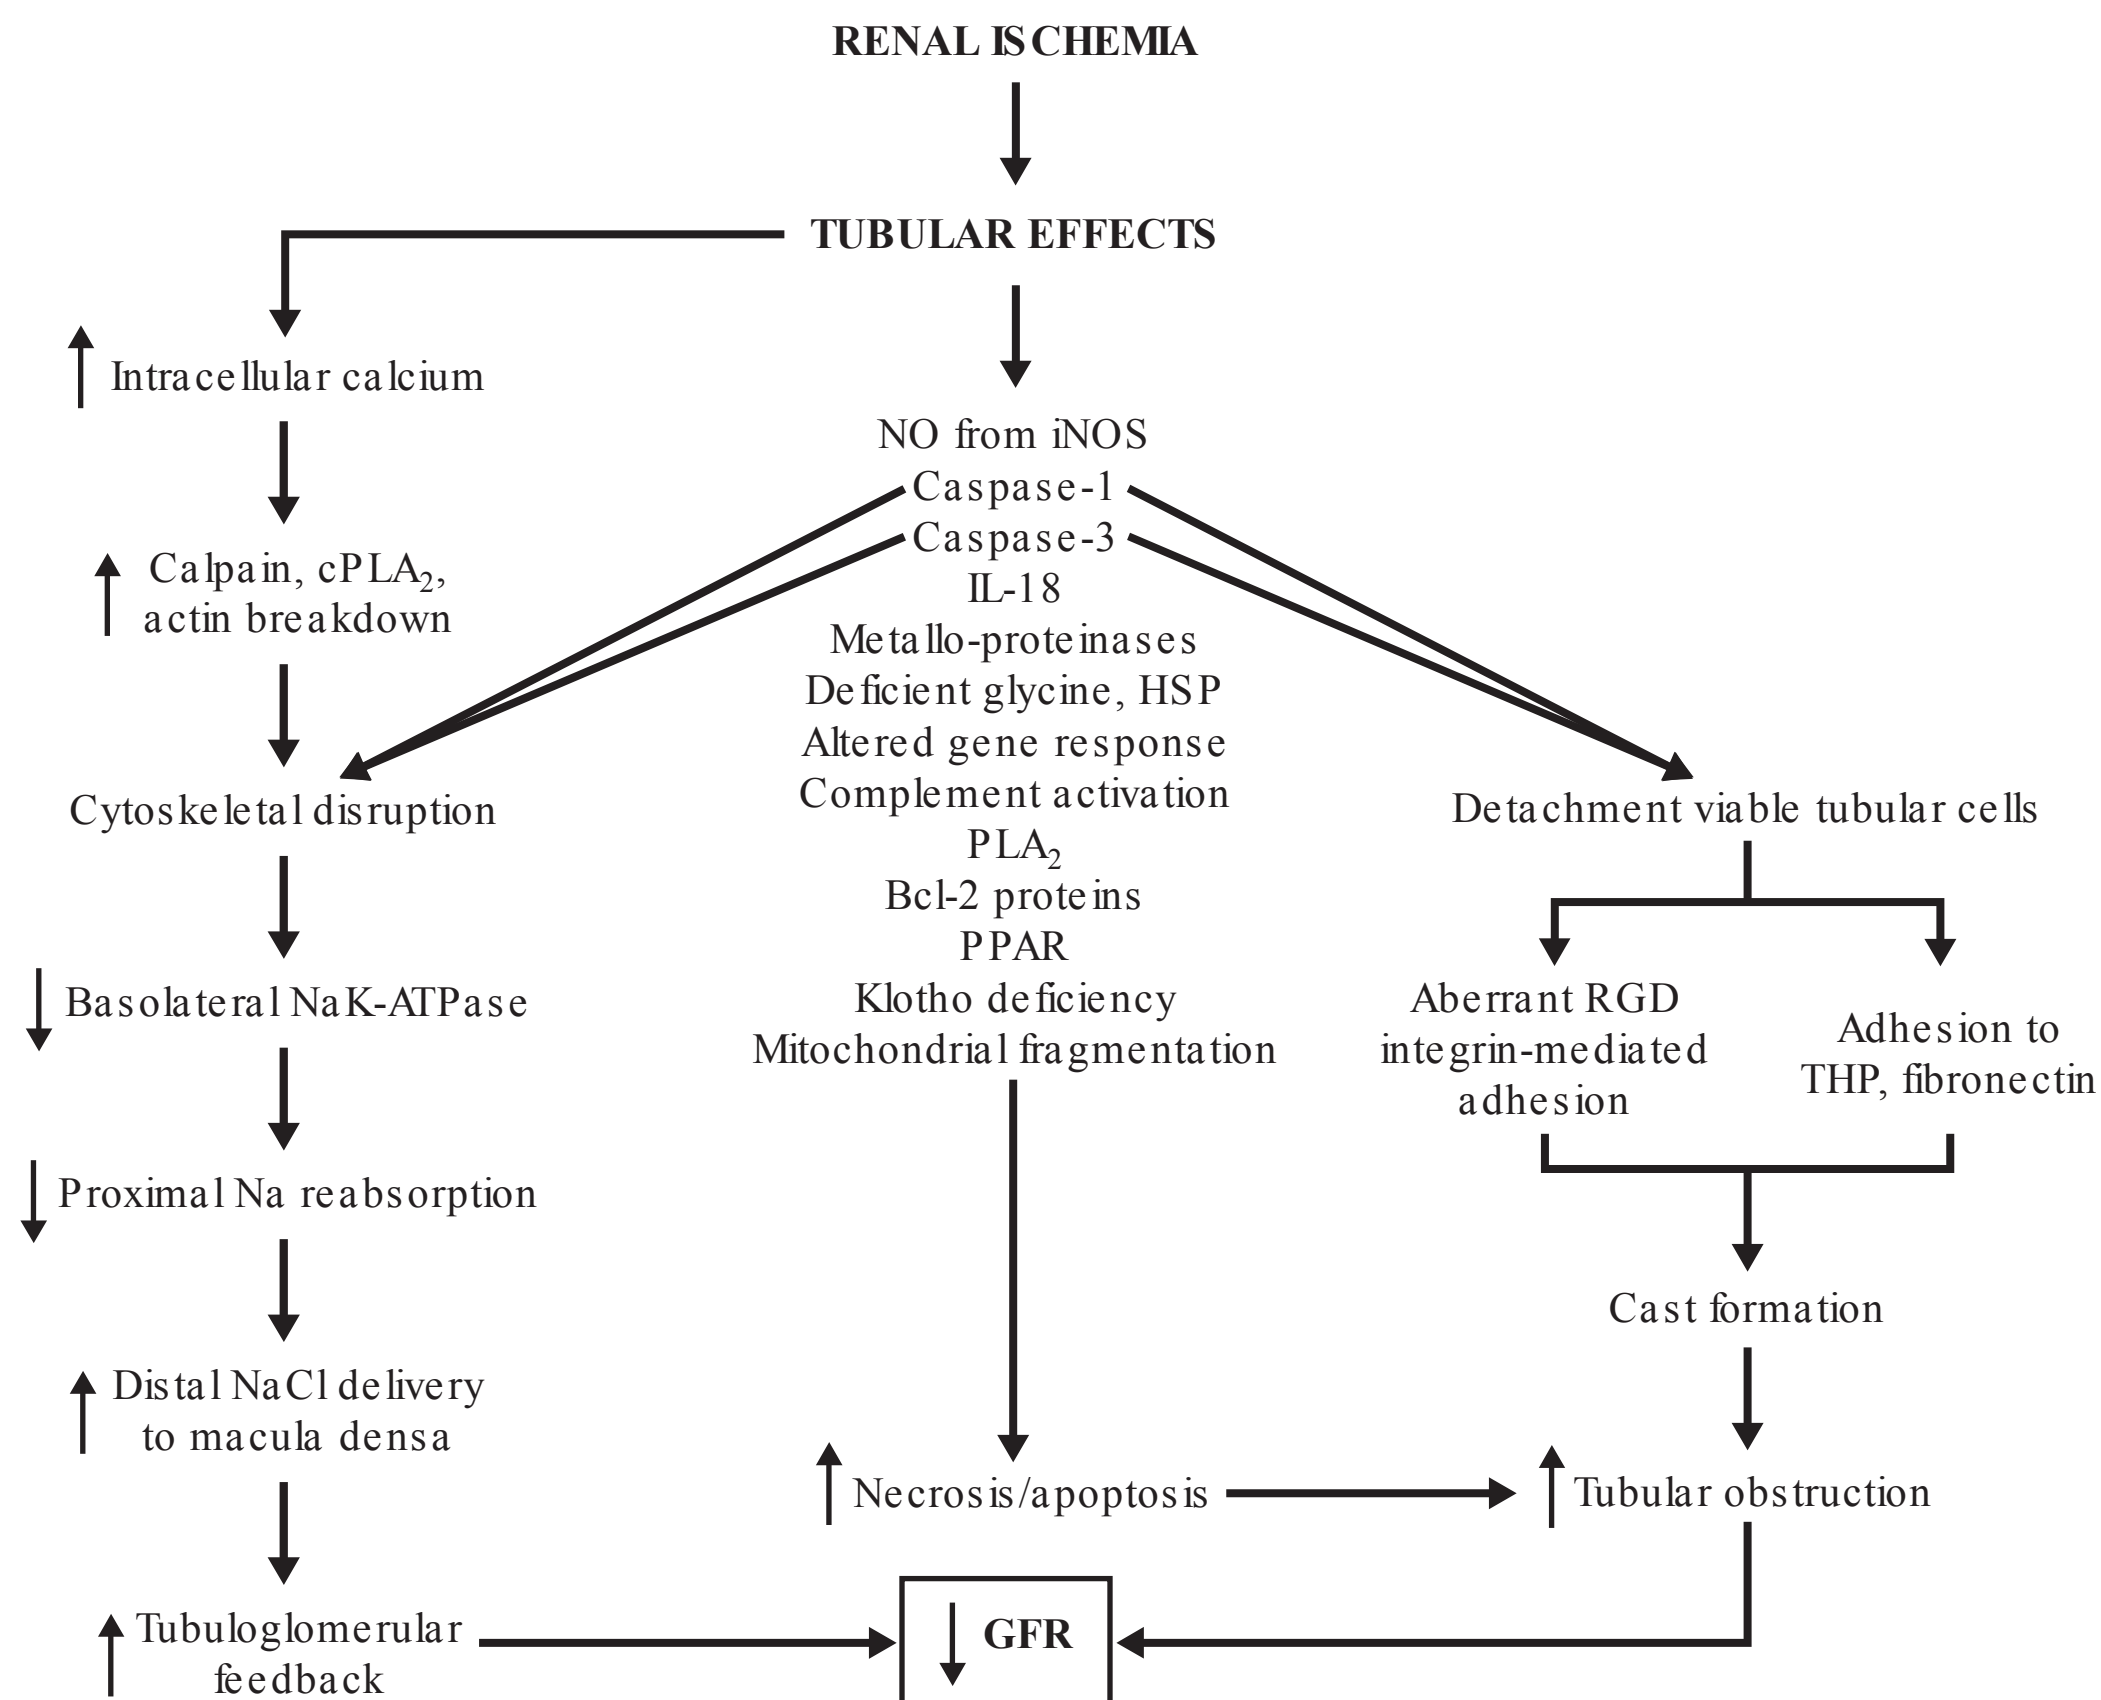 RENAL ISCHEMIA
TUBULAR EFFECTS
Intracellular calcium
Calpain, cPLA₂,
actin breakdown
Cytoskeletal disruption
Basolateral NaK-ATPase
Proximal Na reabsorption
Distal NaCl delivery
to macula densa
Tubuloglomerular
feedback
NO from iNOS
Caspase-1
Caspase-3
IL-18
Metallo-proteinases
Deficient glycine, HSP
Altered gene response
Complement activation
PLA₂
Bcl-2 proteins
PPAR
Klotho deficiency
Mitochondrial fragmentation
Necrosis/apoptosis
Detachment viable tubular cells
Aberrant RGD
integrin-mediated
adhesion
Adhesion to
THP, fibronectin
Cast formation
Tubular obstruction
GFR